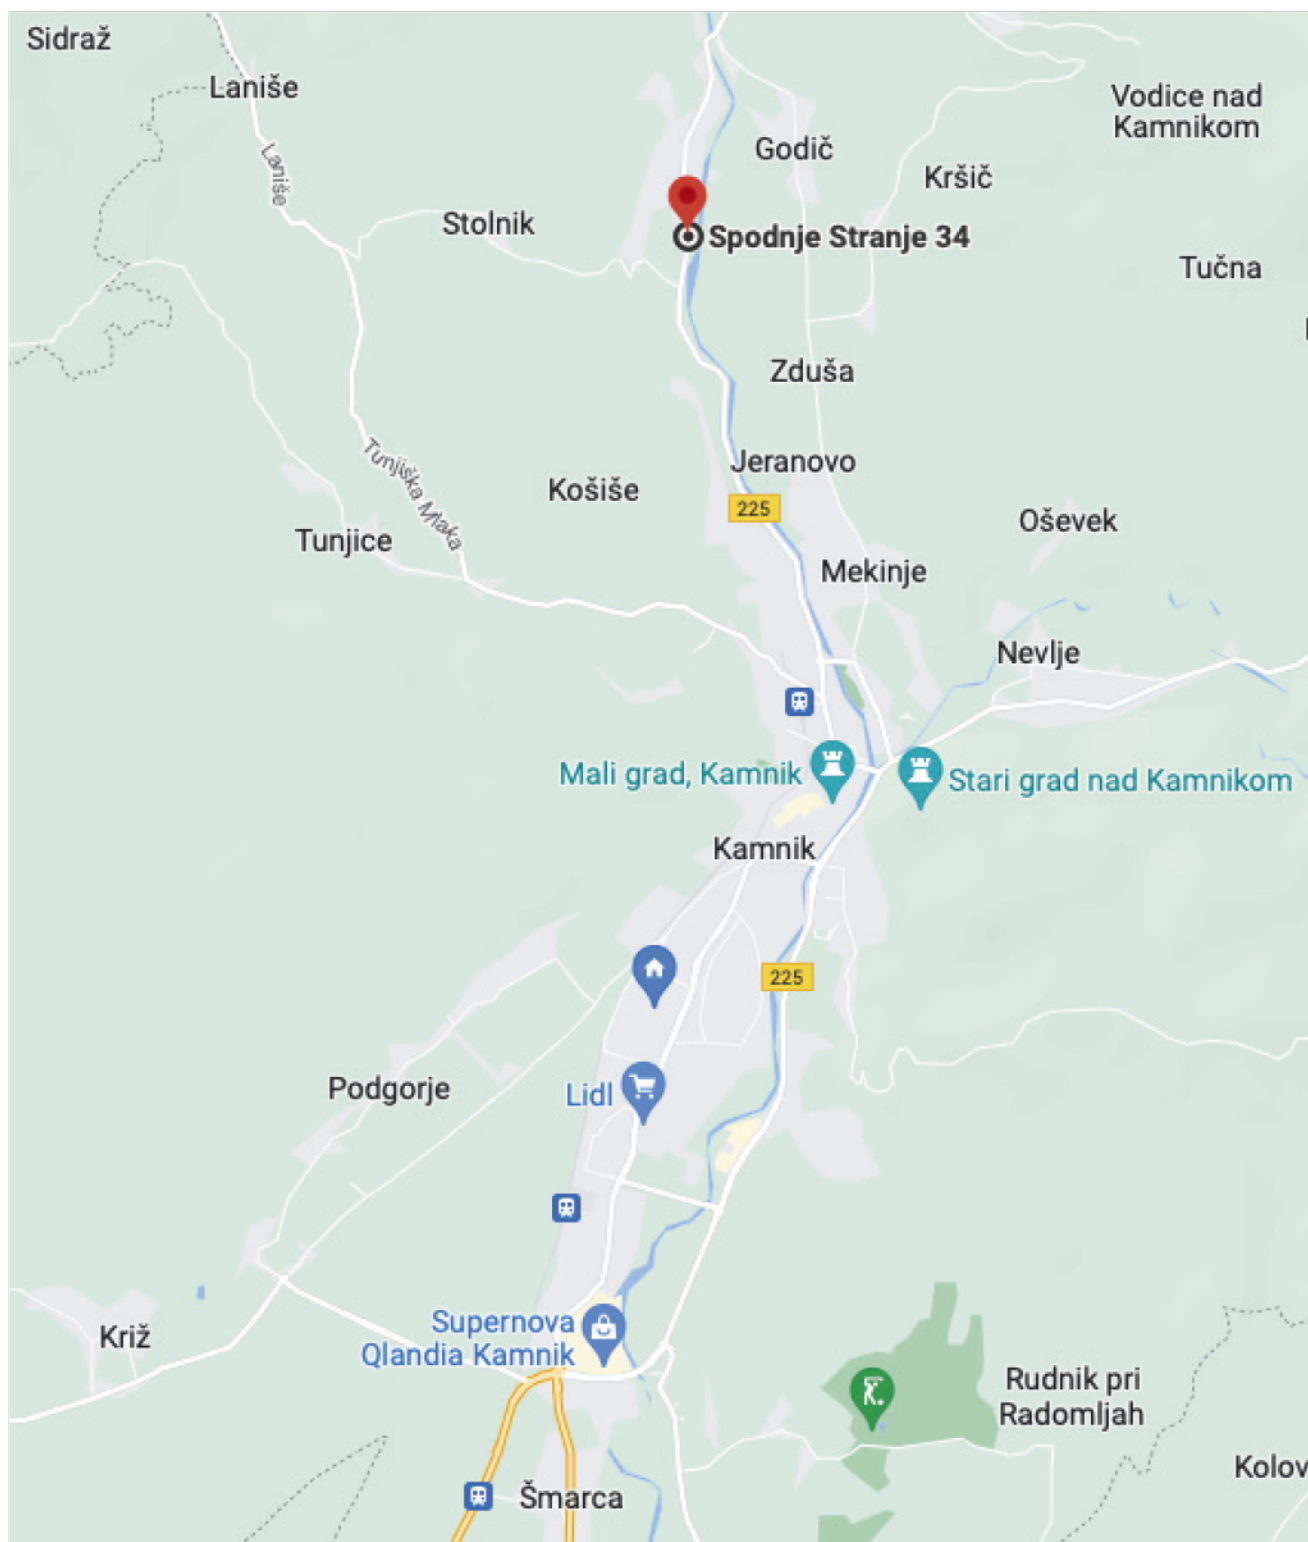 Sidraž
Laniše
Vodice nad
Kamnikom
Godič
Laniše
Kršič
Stolnik
Spodnje Stranje 34
Tučna
Zduša
Jeranovo
Tunjiška Mlaka
Košiše
225
Oševek
Tunjice
Mekinje
Nevlje
Mali grad, Kamnik
Stari grad nad Kamnikom
Kamnik
225
Podgorje
Lidl
Supernova
Qlandia Kamnik
Križ
Rudnik pri
Radomljah
Kolov
Šmarca